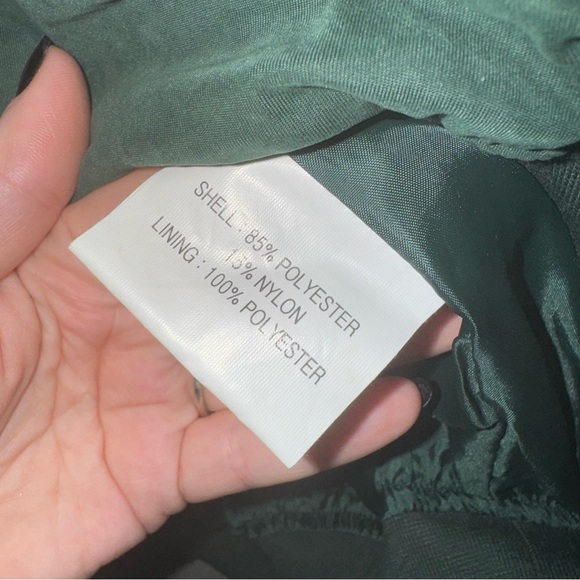 SHELL : 85% POLYESTER
15% NYLON
LINING : 100% POLYESTER